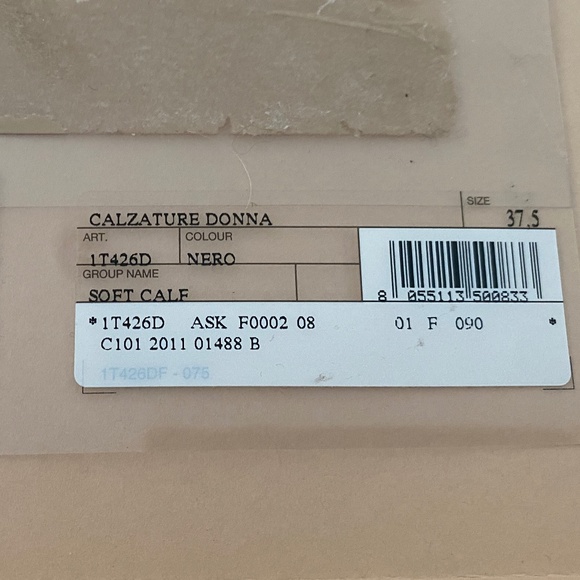 CALZATURE DONNA
SIZE
37.5
ART.
COLOUR
1T426D
NERO
GROUP NAME
SOFT CALF
8 055113 500833
*1T426D ASK F0002 08 01 F 090 *
C101 2011 01488 B
1T426DF - 075